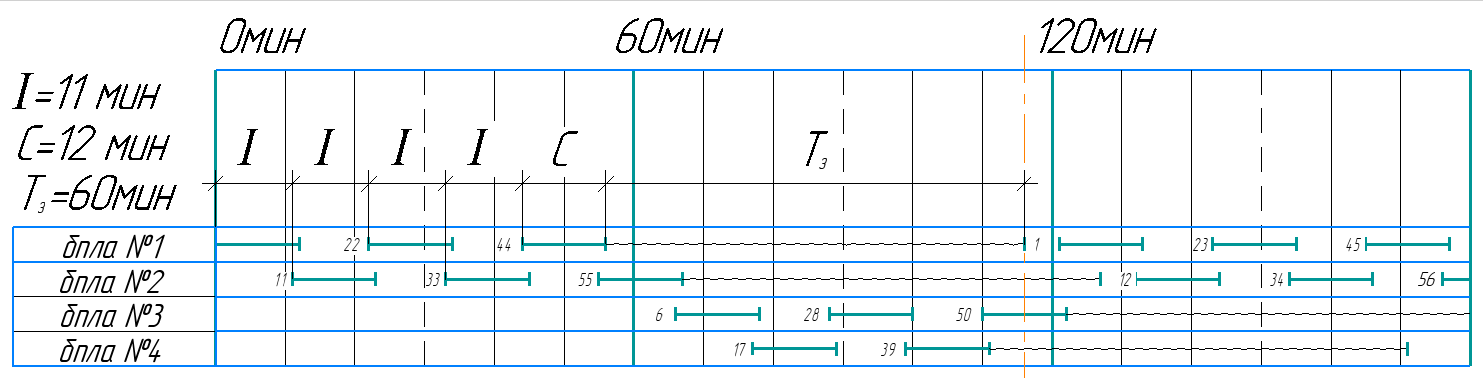 0мин 60мин 120мин
I=11 мин
C=12 мин
Tз=60мин
I I I I C Tз
бпла №1 22 44 1 23 45
бпла №2 11 33 55 12 34 56
бпла №3 6 28 50
бпла №4 17 39